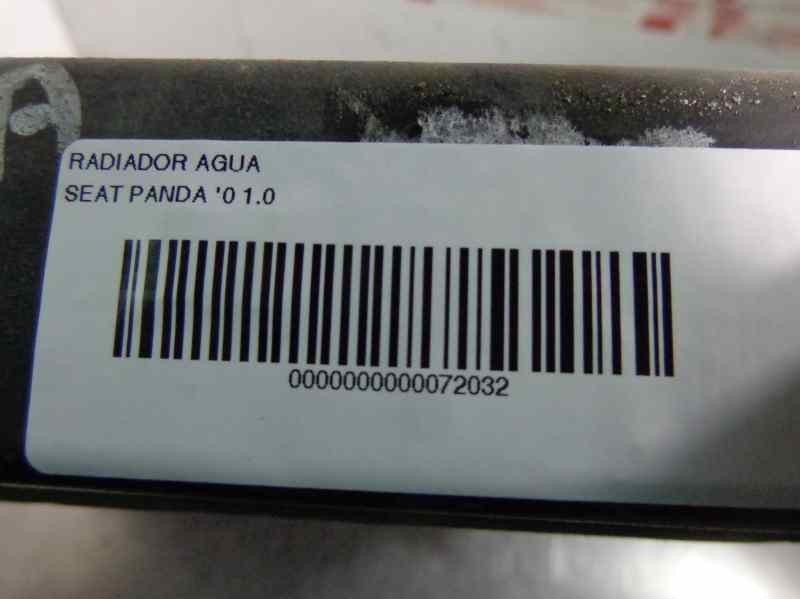 A
RADIADOR AGUA
SEAT PANDA '0 1.0
0000000000072032